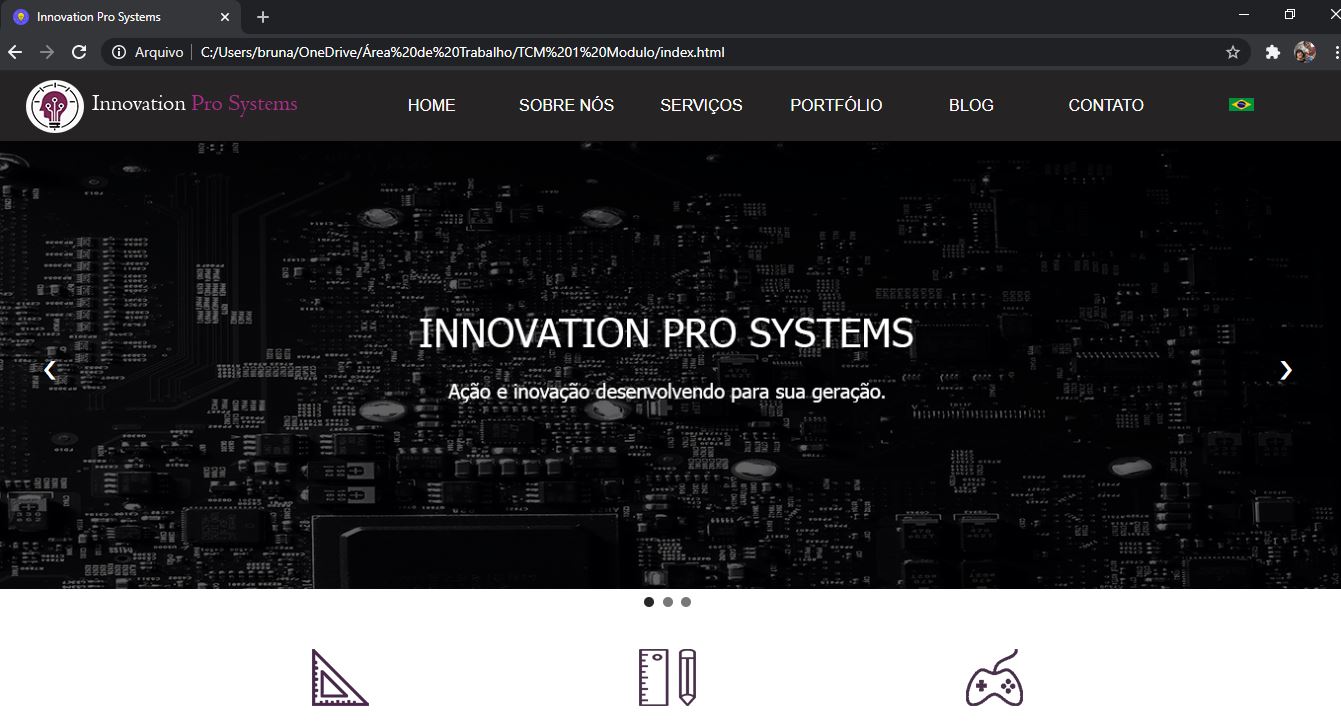 Innovation Pro Systems
Arquivo C:/Users/bruna/OneDrive/Área%20de%20Trabalho/TCM%201%20Modulo/index.html
Innovation Pro Systems HOME SOBRE NÓS SERVIÇOS PORTFÓLIO BLOG CONTATO
INNOVATION PRO SYSTEMS
Ação e inovação desenvolvendo para sua geração.